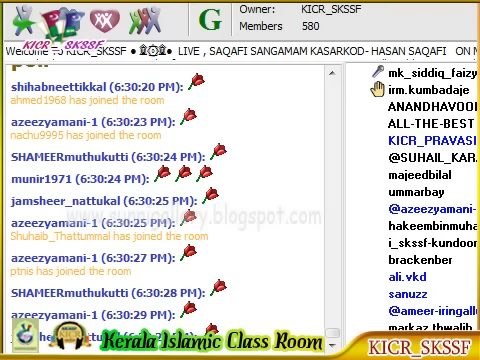 KICR_SKSSF
G
Owner: KICR_SKSSF
Members 580
KICR_SKSSF ● ● LIVE , SAQAFI SANGAMAM KASARKOD- HASAN SAQAFI ON
shihabneettikkal (6:30:20 PM):
ahmed1968 has joined the room
azeezyamani-1 (6:30:23 PM):
nachu9995 has joined the room
SHAMEERmuthukutti (6:30:24 PM):
munir1971 (6:30:24 PM):
jamsheer_nattukal (6:30:25 PM):
azeezyamani-1 (6:30:25 PM):
Shuhaib_Thattummal has joined the room
azeezyamani-1 (6:30:27 PM):
ptnis has joined the room
SHAMEERmuthukutti (6:30:28 PM):
azeezyamani-1 (6:30:29 PM):
mk_siddiq_faizy
irm.kumbadaje
ANANDHAVOO
ALL-THE-BEST
KICR_PRAVAS
@SUHAIL_KAR
majeedbilal
ummarbay
@azeezyamani-
hakeembinmuha
i_skssf-kundoor
brackenber
ali.vkd
sanuzz
@ameer-iringall
markaz thwalib
Kerala Islamic Class Room
KICR_SKSSF